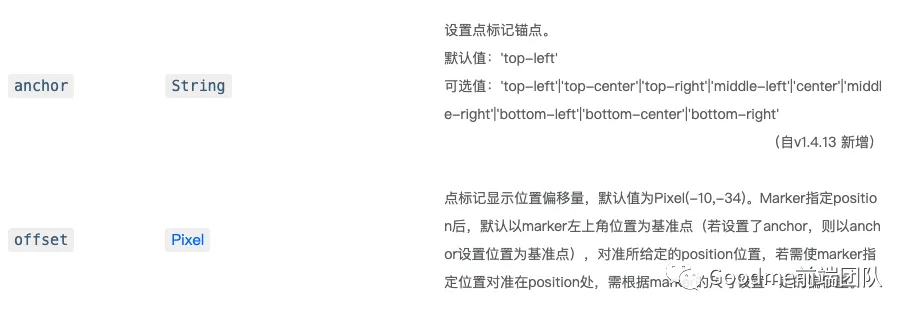 设置点标记锚点。
默认值：'top-left'
anchor String 可选值：'top-left'|'top-center'|'top-right'|'middle-left'|'center'|'middl
e-right'|'bottom-left'|'bottom-center'|'bottom-right'
（自v1.4.13 新增）
点标记显示位置偏移量，默认值为Pixel(-10,-34)。Marker指定positio
n后，默认以marker左上角位置为基准点（若设置了anchor，则以anch
offset Pixel or设置位置为基准点），对准所给定的position位置，若需使marker指
定位置对准在position处，需根据mar
Goodme前端团队